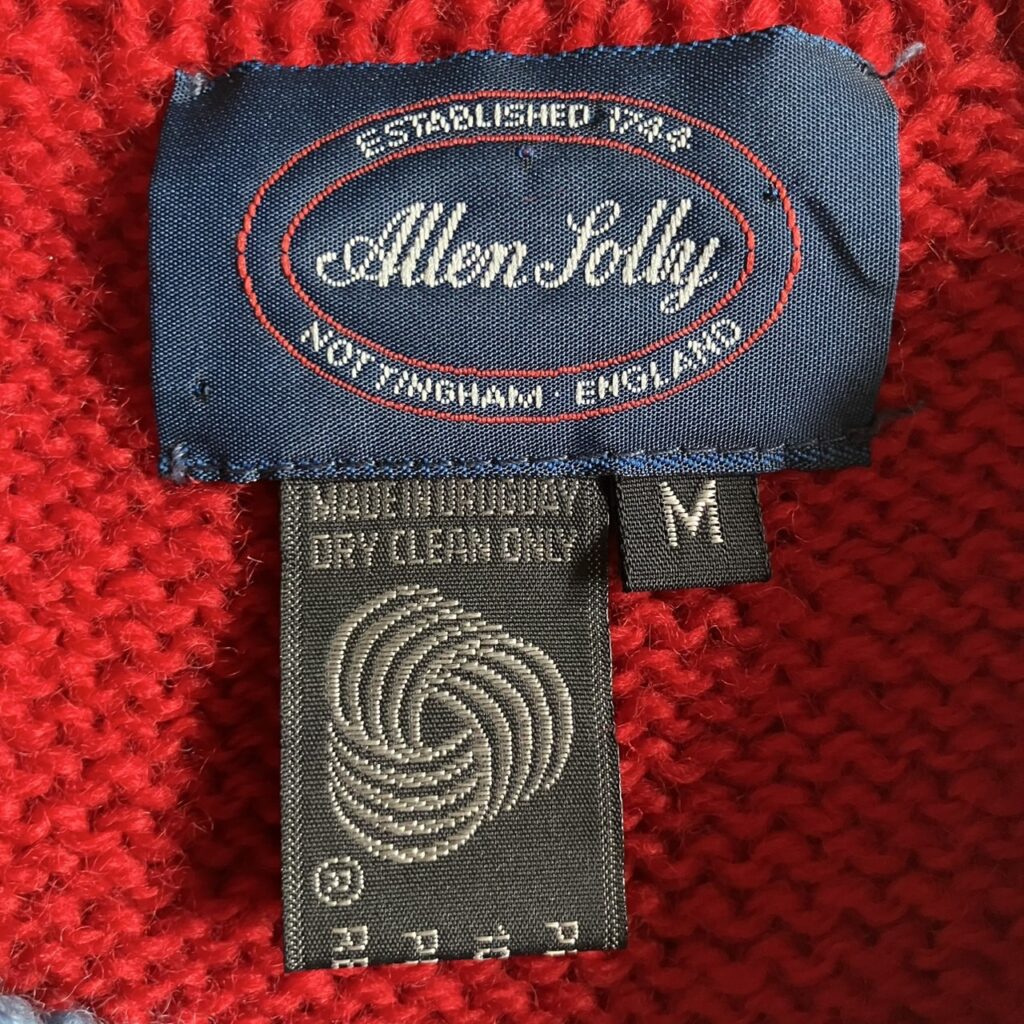 ESTABLISHED 1744
Allen Solly
NOTTINGHAM · ENGLAND
M
MADE IN URUGUAY
DRY CLEAN ONLY
®